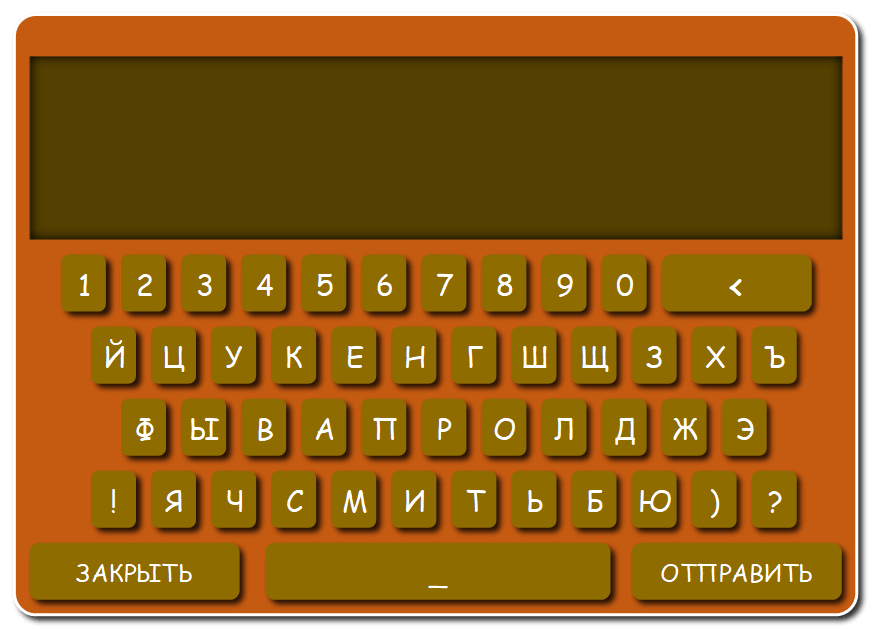 1 2 3 4 5 6 7 8 9 0 <
Й Ц У К Е Н Г Ш Щ З Х Ъ
Ф Ы В А П Р О Л Д Ж Э
! Я Ч С М И Т Ь Б Ю ) ?
ЗАКРЫТЬ _ ОТПРАВИТЬ